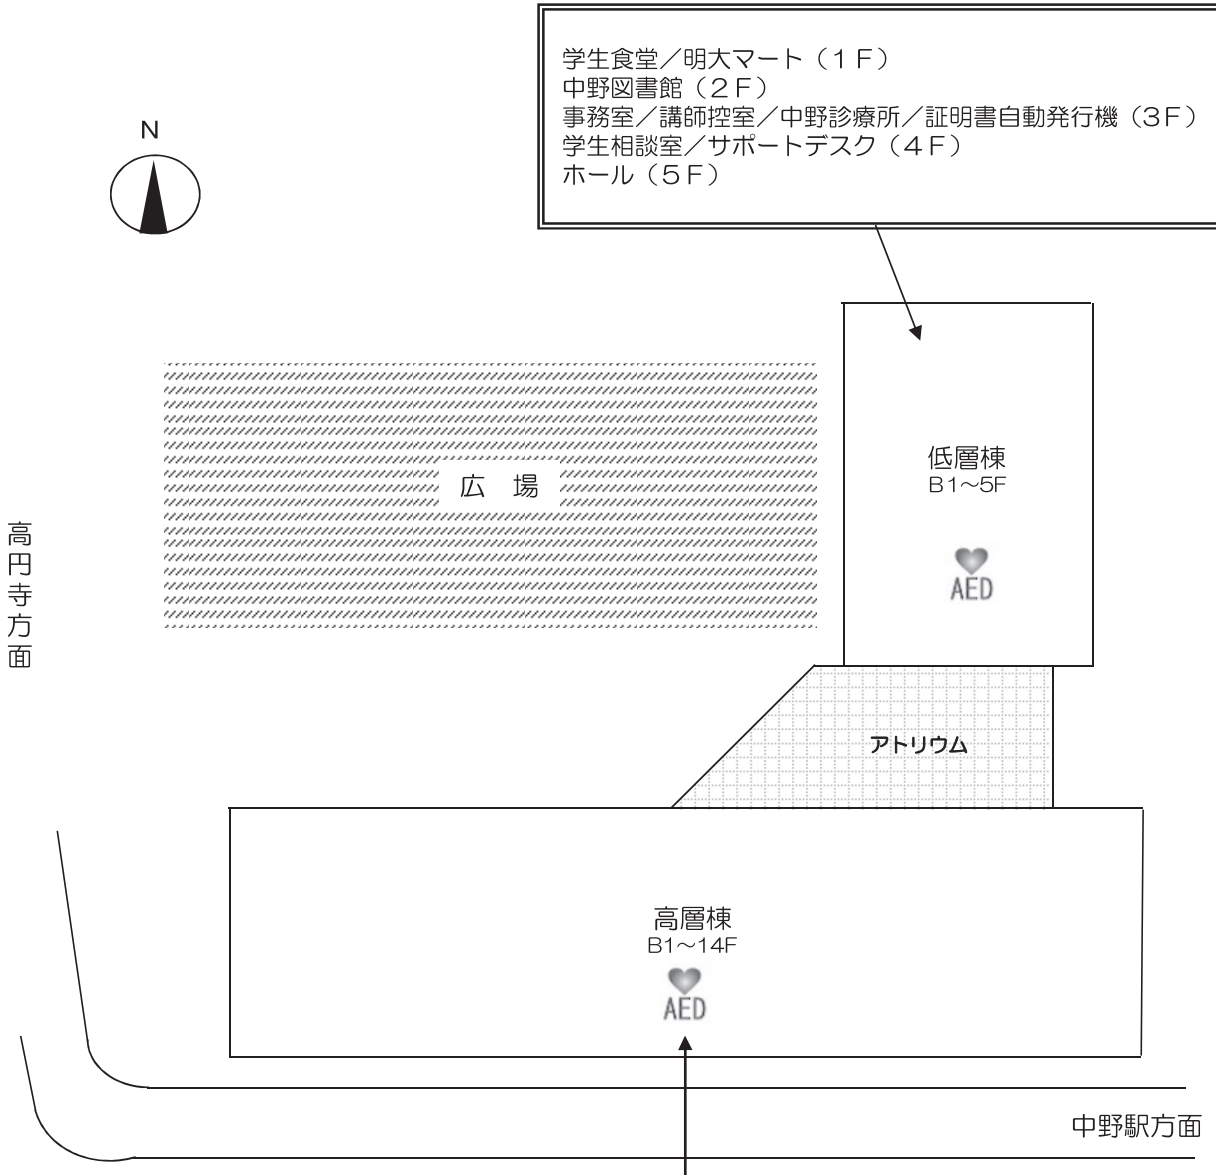 学生食堂／明大マート（１Ｆ）
中野図書館（２Ｆ）
事務室／講師控室／中野診療所／証明書自動発行機（３Ｆ）
学生相談室／サポートデスク（４Ｆ）
ホール（５Ｆ）
N
低層棟
B1～5F
AED
広　場
高円寺方面
アトリウム
高層棟
B1～14F
AED
中野駅方面